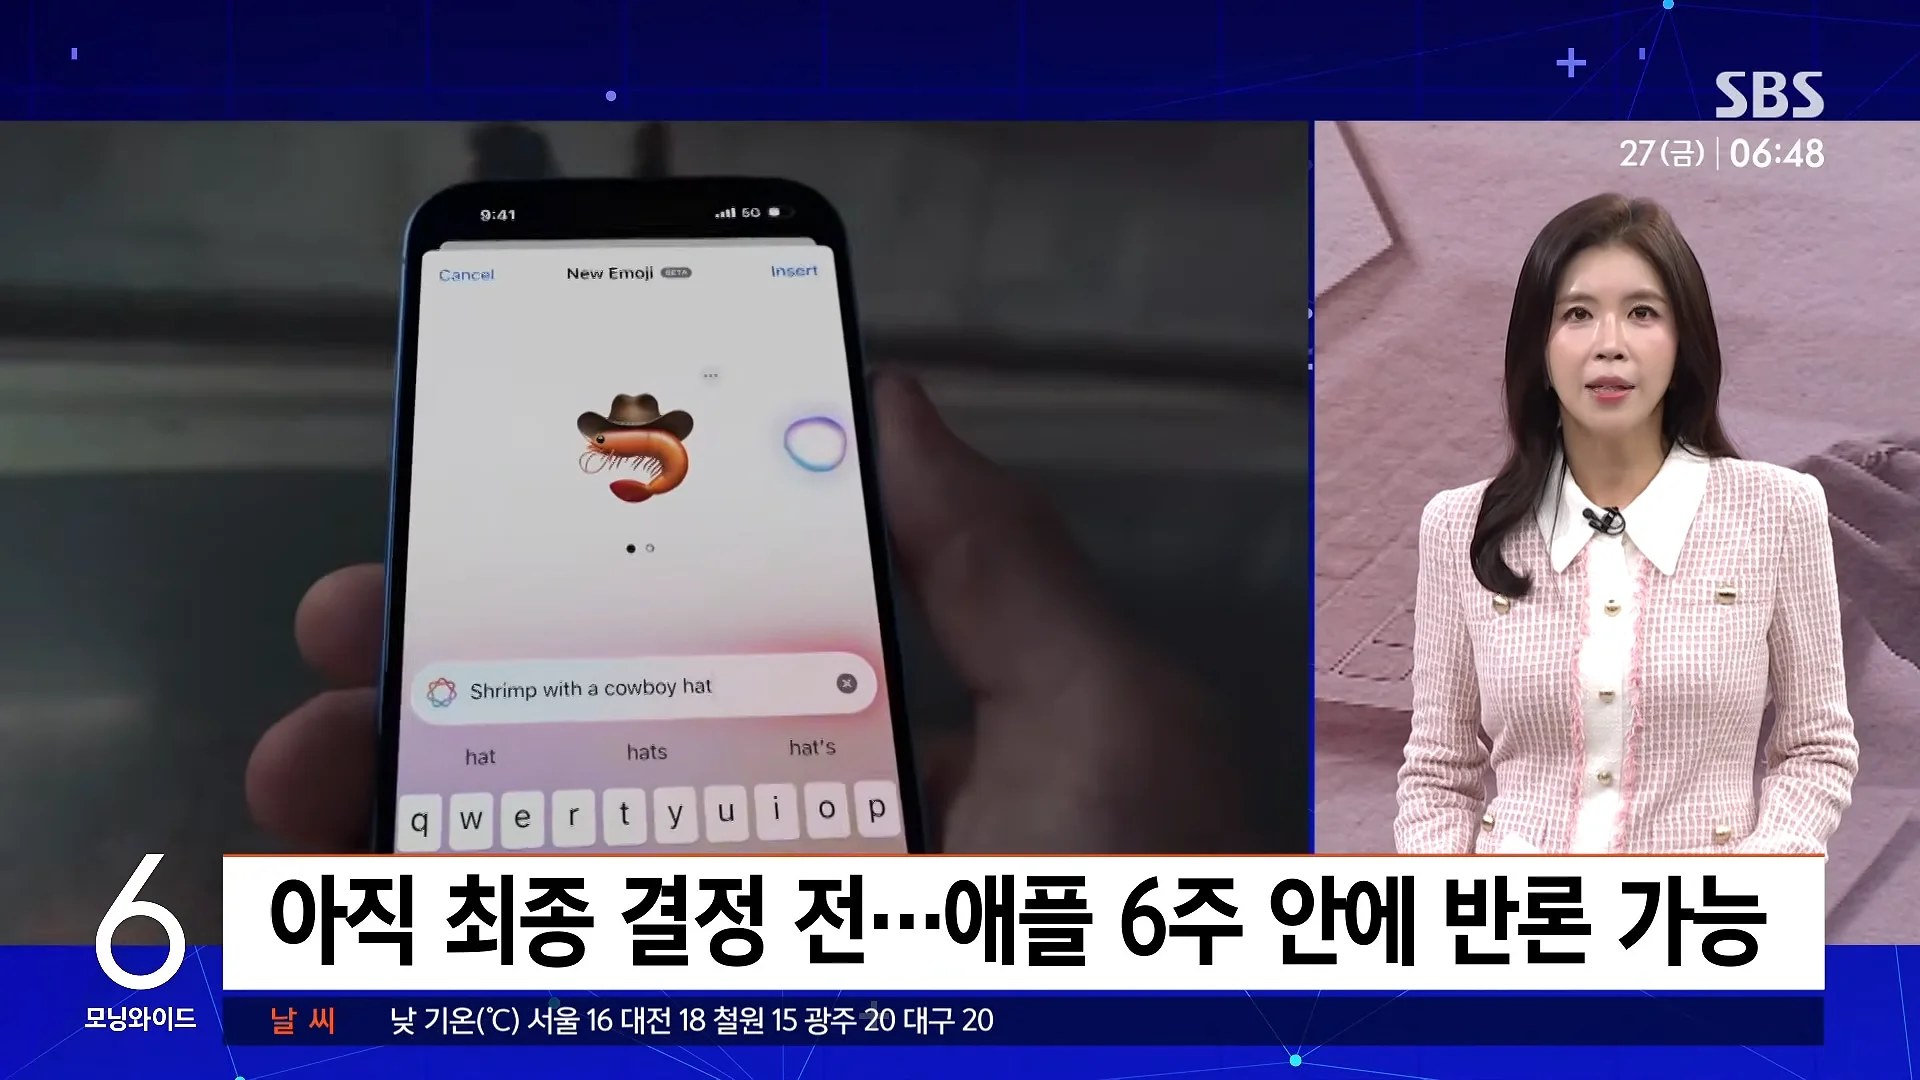 SBS
27(금) | 06:48
9:41
5G
Cancel
New Emoji BETA
Insert
Shrimp with a cowboy hat
hat hats hat's
q w e r t y u i o p
6
모닝와이드
아직 최종 결정 전…애플 6주 안에 반론 가능
날 씨 낮 기온(℃) 서울 16 대전 18 철원 15 광주 20 대구 20